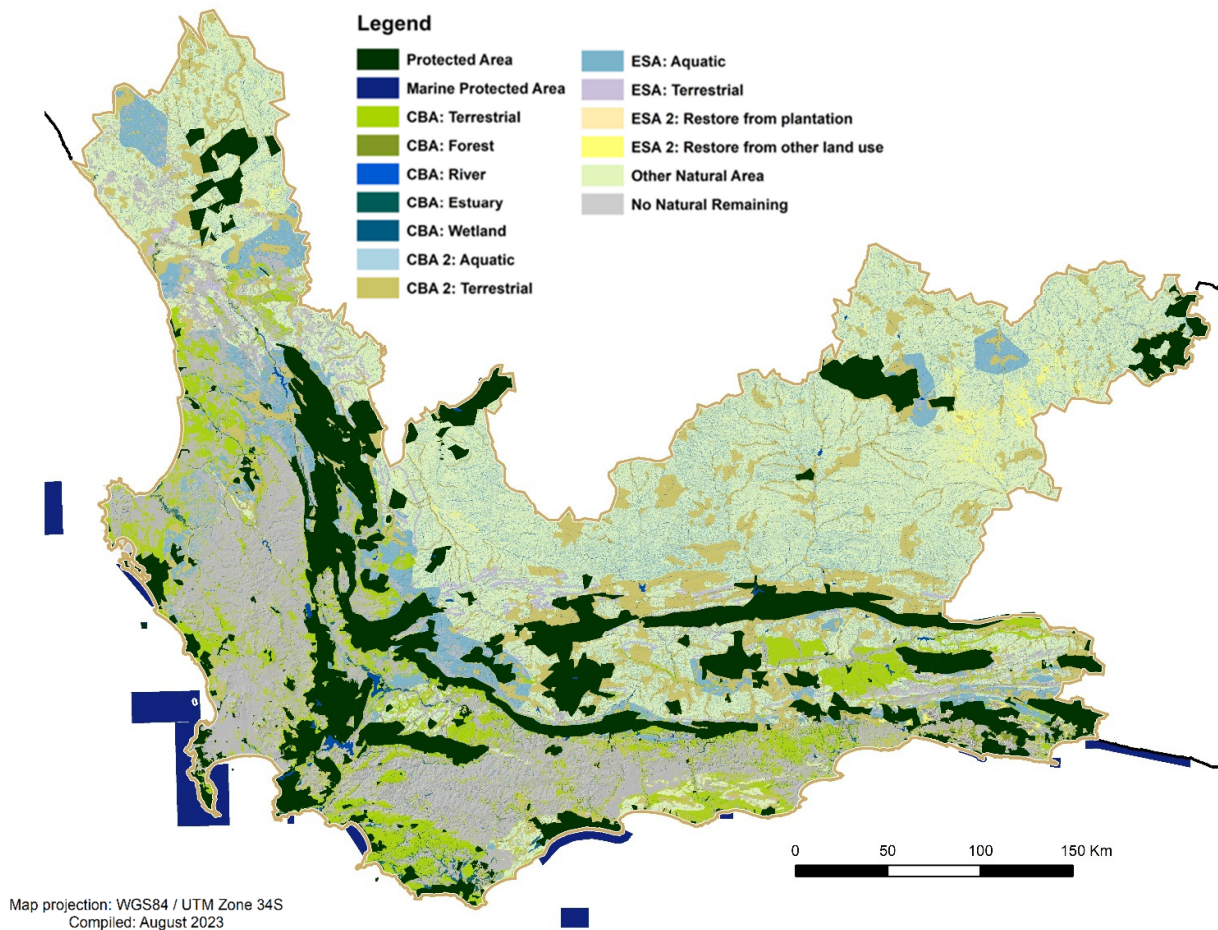 Legend
Protected Area
Marine Protected Area
CBA: Terrestrial
CBA: Forest
CBA: River
CBA: Estuary
CBA: Wetland
CBA 2: Aquatic
CBA 2: Terrestrial
ESA: Aquatic
ESA: Terrestrial
ESA 2: Restore from plantation
ESA 2: Restore from other land use
Other Natural Area
No Natural Remaining
0 50 100 150 Km
Map projection: WGS84 / UTM Zone 34S
Compiled: August 2023